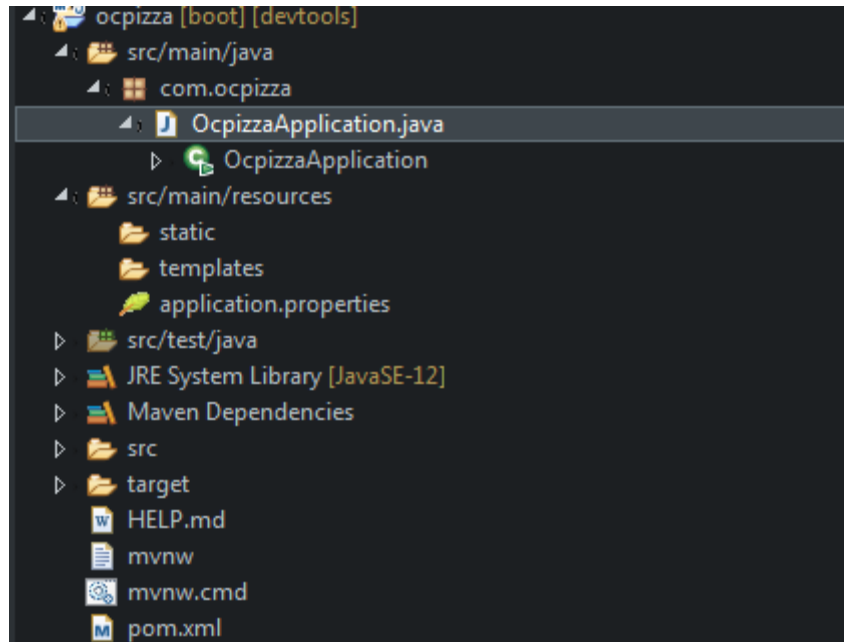 ocpizza [boot] [devtools]
src/main/java
com.ocpizza
OcpizzaApplication.java
OcpizzaApplication
src/main/resources
static
templates
application.properties
src/test/java
JRE System Library [JavaSE-12]
Maven Dependencies
src
target
HELP.md
mvnw
mvnw.cmd
pom.xml